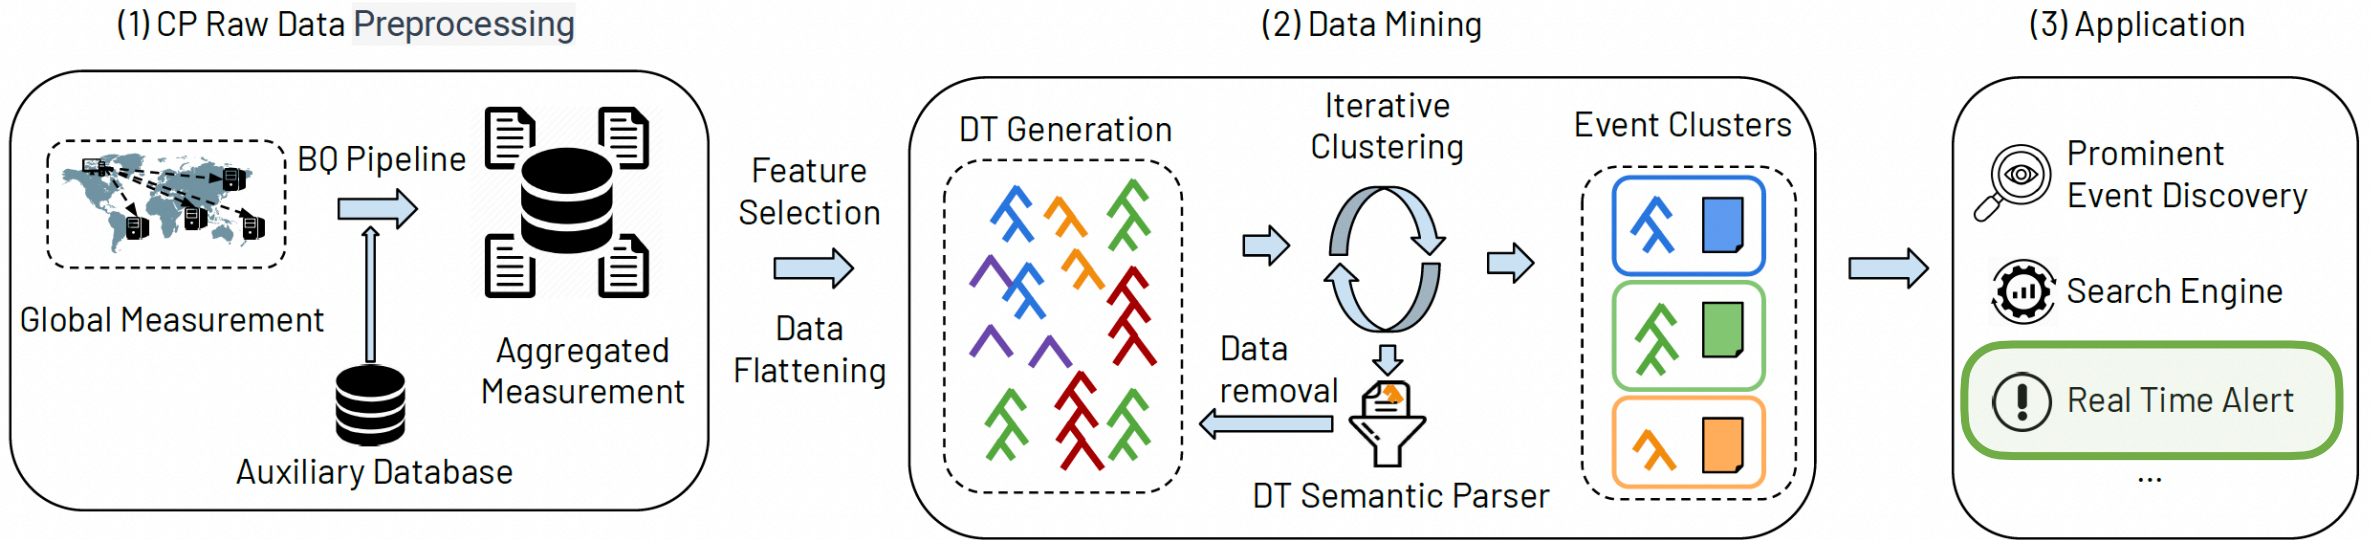 (1) CP Raw Data Preprocessing
(2) Data Mining
(3) Application
BQ Pipeline
Global Measurement
Aggregated
Measurement
Auxiliary Database
Feature
Selection
Data
Flattening
DT Generation
Iterative
Clustering
Event Clusters
Data
removal
DT Semantic Parser
Prominent
Event Discovery
Search Engine
Real Time Alert
...